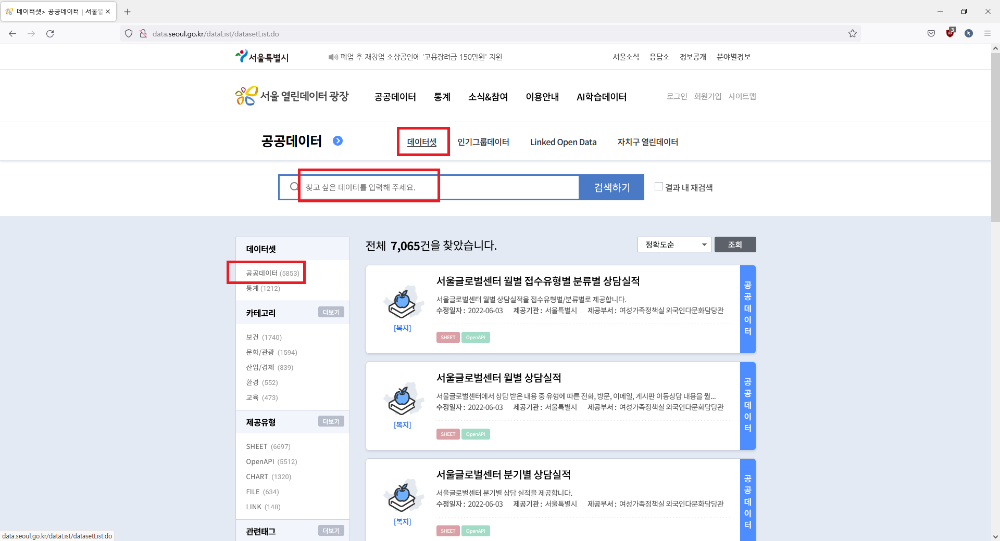 데이터셋> 공공데이터 | 서울열
data.seoul.go.kr/dataList/datasetList.do
3
서울특별시
폐업 후 재창업 소상공인에 '고용장려금 150만원' 지원
서울소식 응답소 정보공개 분야별정보
서울 열린데이터 광장
공공데이터 통계 소식&참여 이용안내 AI학습데이터
로그인 회원가입 사이트맵
공공데이터
데이터셋 인기그룹데이터 Linked Open Data 자치구 열린데이터
찾고 싶은 데이터를 입력해 주세요.
검색하기
결과 내 재검색
데이터셋
공공데이터 (5853)
통계 (1212)
카테고리 더보기
보건 (1740)
문화/관광 (1594)
산업/경제 (839)
환경 (552)
교육 (473)
제공유형 더보기
SHEET (6697)
OpenAPI (5512)
CHART (1320)
FILE (634)
LINK (148)
관련태그 더보기
전체 7,065건을 찾았습니다.
정확도순 조회
서울글로벌센터 월별 접수유형별 분류별 상담실적
서울글로벌센터 월별 상담실적을 접수유형별/분류별로 제공합니다.
수정일자 : 2022-06-03 제공기관 : 서울특별시 제공부서 : 여성가족정책실 외국인다문화담당관
[복지]
SHEET OpenAPI
공공데이터
서울글로벌센터 월별 상담실적
서울글로벌센터에서 상담 받은 내용 중 유형에 따른 전화, 방문, 이메일, 게시판 이동상담 내용을 월...
수정일자 : 2022-06-03 제공기관 : 서울특별시 제공부서 : 여성가족정책실 외국인다문화담당관
[복지]
SHEET OpenAPI
공공데이터
서울글로벌센터 분기별 상담실적
서울글로벌센터 분기별 상담 실적을 제공합니다.
수정일자 : 2022-06-03 제공기관 : 서울특별시 제공부서 : 여성가족정책실 외국인다문화담당관
[복지]
SHEET OpenAPI
공공데이터
data.seoul.go.kr/dataList/datasetList.do